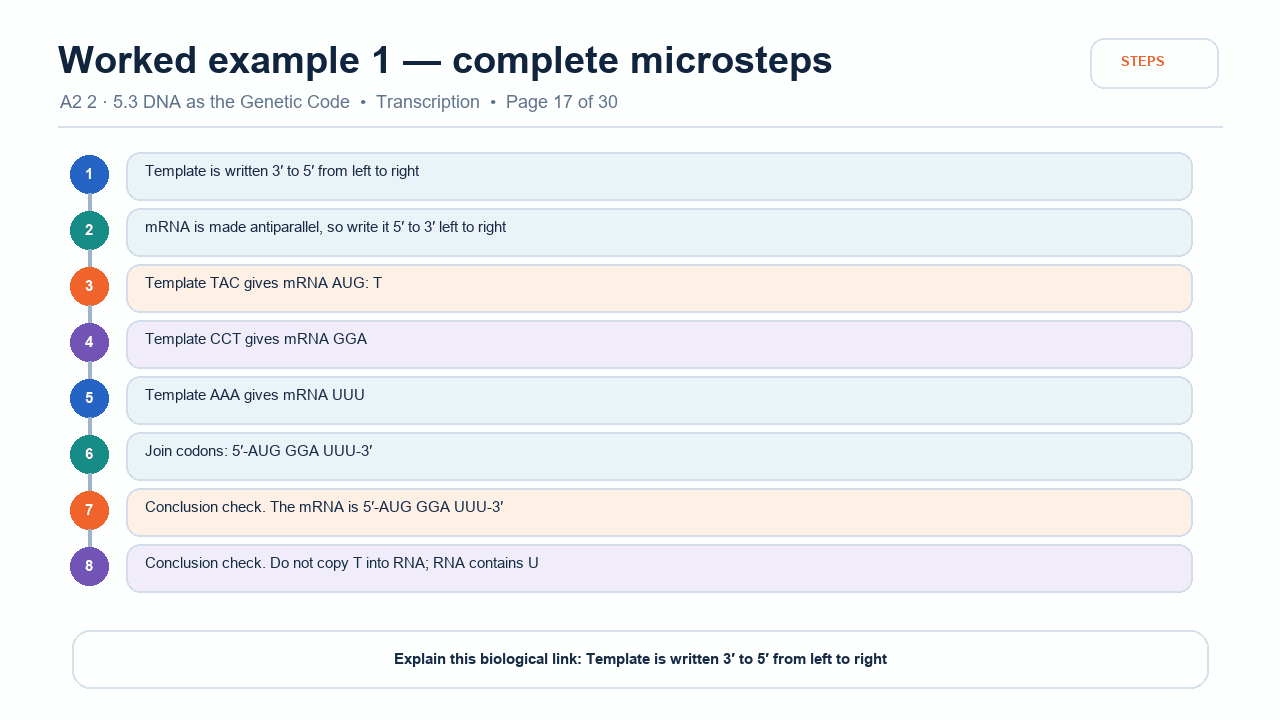 Worked example 1 — complete microsteps
STEPS
A2 2 · 5.3 DNA as the Genetic Code • Transcription • Page 17 of 30
1
Template is written 3′ to 5′ from left to right
2
mRNA is made antiparallel, so write it 5′ to 3′ left to right
3
Template TAC gives mRNA AUG: T
4
Template CCT gives mRNA GGA
5
Template AAA gives mRNA UUU
6
Join codons: 5′-AUG GGA UUU-3′
7
Conclusion check. The mRNA is 5′-AUG GGA UUU-3′
8
Conclusion check. Do not copy T into RNA; RNA contains U
Explain this biological link: Template is written 3′ to 5′ from left to right